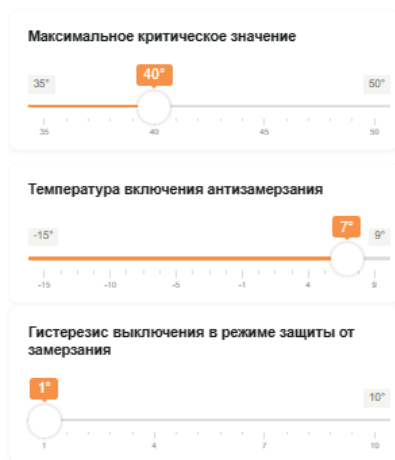 Максимальное критическое значение
35° 40° 50°
35 40 45 50
Температура включения антизамерзания
-15° 7° 9°
-15 -10 -5 -1 4 9
Гистерезис выключения в режиме защиты от
замерзания
1° 10°
1 4 7 10